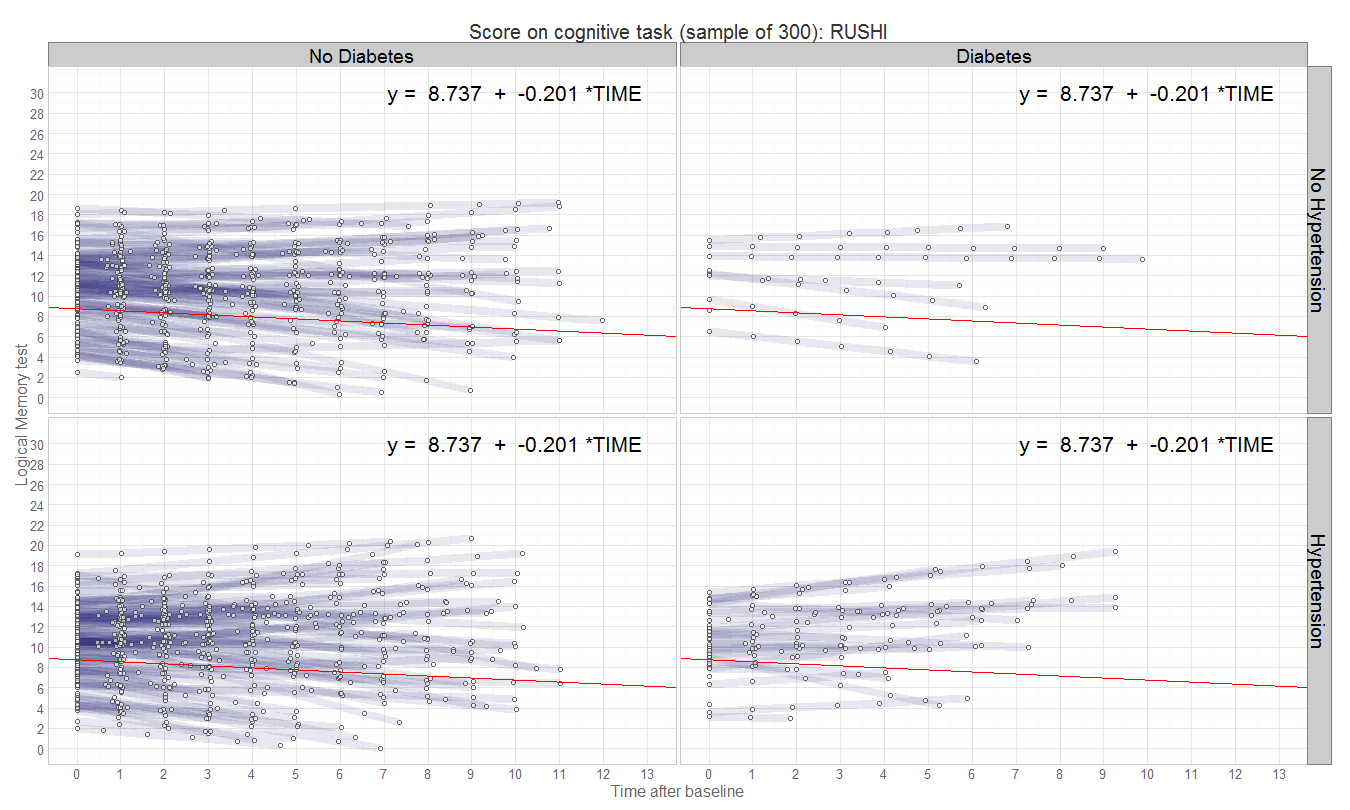 Score on cognitive task (sample of 300): RUSHI
No Diabetes
Diabetes
y = 8.737 + -0.201 *TIME
y = 8.737 + -0.201 *TIME
No Hypertension
30
28
26
24
22
20
18
16
14
12
10
8
6
4
2
0
Logical Memory test
y = 8.737 + -0.201 *TIME
y = 8.737 + -0.201 *TIME
Hypertension
30
28
26
24
22
20
18
16
14
12
10
8
6
4
2
0
0 1 2 3 4 5 6 7 8 9 10 11 12 13
0 1 2 3 4 5 6 7 8 9 10 11 12 13
Time after baseline